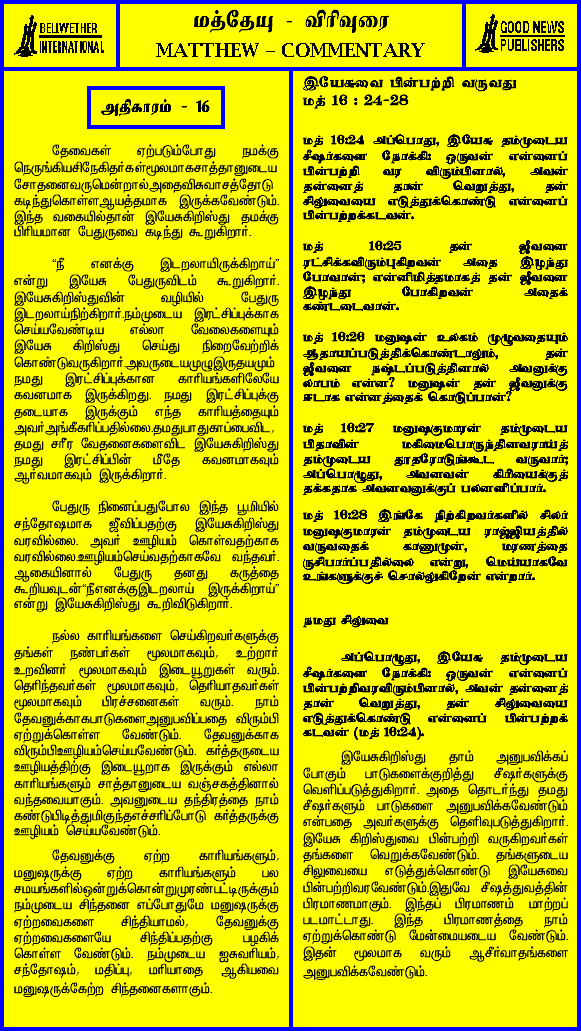 BELIWETHER
INTERNATIONAL
மத்தேயு - விரிவுரை
MATTHEW – COMMENTARY
GOOD NEWS
PUBLISHERS
அதிகாரம் - 16
தேவைகள் ஏற்படும்போது நமக்கு
நெருங்கியசிநேகிதர்கள்மூலமாகசாத்தானுடைய
சோதனைவருமென்றால்அதைவிசுவாசத்தோடு
கடிந்துகொள்ளஆயத்தமாக இருக்கவேண்டும்.
இந்த வகையில்தான் இயேசுகிறிஸ்து தமக்கு
பிரியமான பேதுருவை கடிந்து கூறுகிறார்.
“நீ எனக்கு இடறலாயிருக்கிறாய்”
என்று இயேசு பேதுருவிடம் கூறுகிறார்.
இயேசுகிறிஸ்துவின் வழியில் பேதுரு
இடறலாய்நிற்கிறார்.நம்முடைய இரட்சிப்புக்காக
செய்யவேண்டிய எல்லா வேலைகளையும்
இயேசு கிறிஸ்து செய்து நிறைவேற்றிக்
கொண்டுவருகிறார்.அவருடையமுழுஇருதயமும்
நமது இரட்சிப்புக்கான காரியங்களிலேயே
கவனமாக இருக்கிறது. நமது இரட்சிப்புக்கு
தடையாக இருக்கும் எந்த காரியத்தையும்
அவர்அங்கீகரிப்பதில்லை.தமதுபாதுகாப்பைவிட,
தமது சரீர வேதனைகளைவிட இயேசுகிறிஸ்து
நமது இரட்சிப்பின் மீதே கவனமாகவும்
ஆர்வமாகவும் இருக்கிறார்.
பேதுரு நினைப்பதுபோல இந்த பூமியில்
சந்தோஷமாக ஜீவிப்பதற்கு இயேசுகிறிஸ்து
வரவில்லை. அவர் ஊழியம் கொள்வதற்காக
வரவில்லை.ஊழியம்செய்வதற்காகவே வந்தவர்.
ஆகையினால் பேதுரு தனது கருத்தை
கூறியவுடன்“நீஎனக்குஇடறலாய் இருக்கிறாய்”
என்று இயேசுகிறிஸ்து கூறிவிடுகிறார்.
நல்ல காரியங்களை செய்கிறவர்களுக்கு
தங்கள் நண்பர்கள் மூலமாகவும், உற்றார்
உறவினர் மூலமாகவும் இடையூறுகள் வரும்.
தெரிந்தவர்கள் மூலமாகவும், தெரியாதவர்கள்
மூலமாகவும் பிரச்சனைகள் வரும். நாம்
தேவனுக்காகபாடுகளைஅனுபவிப்பதை விரும்பி
ஏற்றுக்கொள்ள வேண்டும். தேவனுக்காக
விரும்பிஊழியம்செய்யவேண்டும். கர்த்தருடைய
ஊழியத்திற்கு இடையூறாக இருக்கும் எல்லா
காரியங்களும் சாத்தானுடைய வஞ்சகத்தினால்
வந்தவையாகும். அவனுடைய தந்திரத்தை நாம்
கண்டுபிடித்துமிகுந்தஎச்சரிப்போடு கர்த்தருக்கு
ஊழியம் செய்யவேண்டும்.
தேவனுக்கு ஏற்ற காரியங்களும்,
மனுஷருக்கு ஏற்ற காரியங்களும் பல
சமயங்களில்ஒன்றுக்கொன்றுமுரண்பட்டிருக்கும்
நம்முடைய சிந்தனை எப்போதுமே மனுஷருக்கு
ஏற்றவைகளை சிந்தியாமல், தேவனுக்கு
ஏற்றவைகளையே சிந்திப்பதற்கு பழகிக்
கொள்ள வேண்டும். நம்முடைய ஐசுவரியம்,
சந்தோஷம், மதிப்பு, மரியாதை ஆகியவை
மனுஷருக்கேற்ற சிந்தனைகளாகும்.
இயேசுவை பின்பற்றி வருவது
மத் 16 : 24-28
மத் 16:24 அப்பொது, இயேசு தம்முடைய
சீஷர்களை நோக்கி: ஒருவன் என்னைப்
பின்பற்றி வர விரும்பினால், அவன்
தன்னைத் தான் வெறுத்து, தன்
சிலுவையை எடுத்துக்கொண்டு என்னைப்
பின்பற்றக்கடவன்.
மத் 16:25 தன் ஜீவனை
ரட்சிக்கவிரும்புகிறவன் அதை இழந்து
போவான்; என்னிமித்தமாகத் தன் ஜீவனை
இழந்து போகிறவன் அதைக்
கண்டடைவான்.
மத் 16:26 மனுஷன் உலகம் முழுவதையும்
ஆதாயப்படுத்திக்கொண்டாலும், தன்
ஜீவனை நஷ்டப்படுத்தினால் அவனுக்கு
லாபம் என்ன? மனுஷன் தன் ஜீவனுக்கு
ஈடாக என்னத்தைக் கொடுப்பான்?
மத் 16:27 மனுஷகுமாரன் தம்முடைய
பிதாவின் மகிமைபொருந்தினவராய்த்
தம்முடைய தூதரோடுங்கூட வருவார்;
அப்பொழுது, அவனவன் கிரியைக்குத்
தக்கதாக அவனவனுக்குப் பலனளிப்பார்.
மத் 16:28 இங்கே நிற்கிறவர்களில் சிலர்
மனுஷகுமாரன் தம்முடைய ராஜ்ஜியத்தில்
வருவதைக் காணுமுன், மரணத்தை
ருசிபார்ப்பதில்லை என்று, மெய்யாகவே
உங்களுக்குச் சொல்லுகிறேன் என்றார்.
நமது சிலுவை
அப்பொழுது, இயேசு தம்முடைய
சீஷர்களை நோக்கி: ஒருவன் என்னைப்
பின்பற்றிவரவிரும்பினால், அவன் தன்னைத்
தான் வெறுத்து, தன் சிலுவையை
எடுத்துக்கொண்டு என்னைப் பின்பற்றக்
கடவன் (மத் 16:24).
இயேசுகிறிஸ்து தாம் அனுபவிக்கப்
போகும் பாடுகளைக்குறித்து சீஷர்களுக்கு
வெளிப்படுத்துகிறார். அதை தொடர்ந்து தமது
சீஷர்களும் பாடுகளை அனுபவிக்கவேண்டும்
என்பதை அவர்களுக்கு தெளிவுபடுத்துகிறார்.
இயேசு கிறிஸ்துவை பின்பற்றி வருகிறவர்கள்
தங்களை வெறுக்கவேண்டும். தங்களுடைய
சிலுவையை எடுத்துக்கொண்டு இயேசுவை
பின்பற்றிவரவேண்டும்.இதுவே சீஷத்துவத்தின்
பிரமாணமாகும். இந்தப் பிரமாணம் மாற்றப்
படமாட்டாது. இந்த பிரமாணத்தை நாம்
ஏற்றுக்கொண்டு மேன்மையடைய வேண்டும்.
இதன் மூலமாக வரும் ஆசீர்வாதங்களை
அனுபவிக்கவேண்டும்.